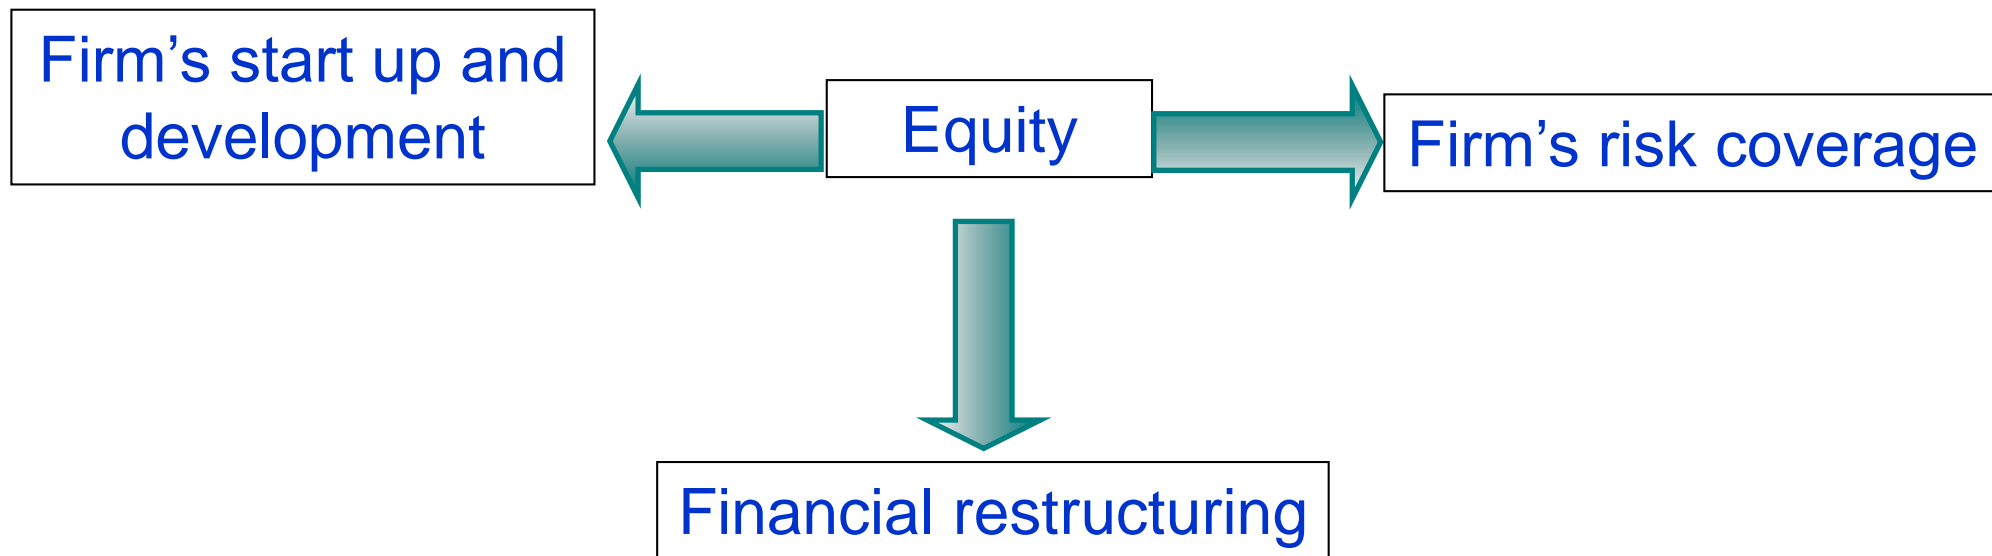 Firm’s start up and
development
Equity
Firm’s risk coverage
Financial restructuring